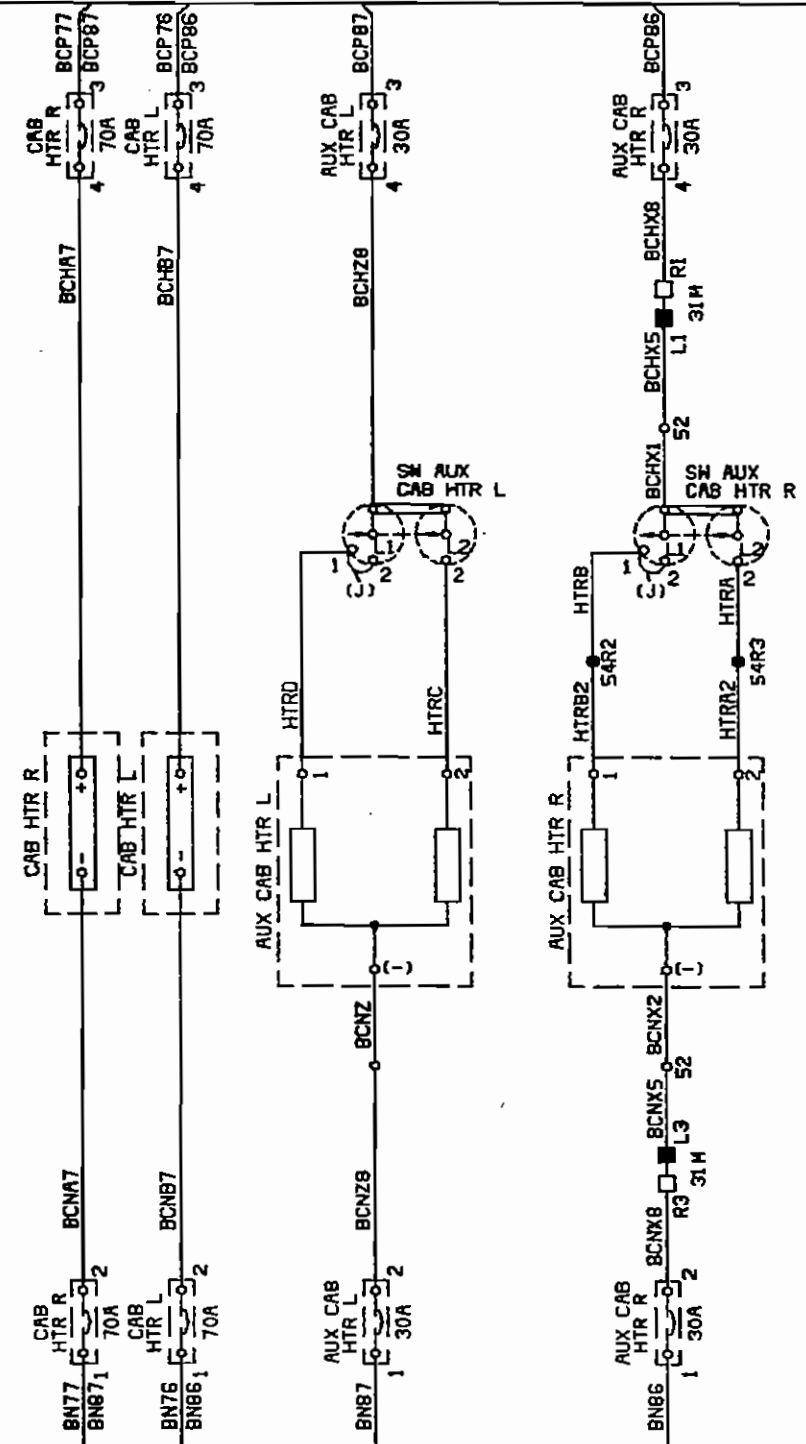 BCP77
BCP87
BCP76
BCP86
BCP87
BCP86
CAB
HTR R
70A
3
4
CAB
HTR L
70A
3
4
AUX CAB
HTR L
30A
3
4
AUX CAB
HTR R
30A
3
4
BCHA7
BCHB7
BCHZ8
BCHX8
R1
31M
L1
BCHX5
52
BCHX1
SW AUX
CAB HTR L
L1
L2
1
2
2
(J)
SW AUX
CAB HTR R
L1
L2
1
2
2
(J)
HTRB
HTRA
54R2
54R3
HTRD
HTRC
HTRB2
HTRA2
CAB HTR R
+
-
CAB HTR L
+
-
AUX CAB HTR L
1
2
(-)
AUX CAB HTR R
1
2
(-)
BCNZ
BCNX2
52
BCNX5
L3
31M
R3
BCNA7
BCNB7
BCNZ8
BCNX8
CAB
HTR R
70A
2
1
CAB
HTR L
70A
2
1
AUX CAB
HTR L
30A
2
1
AUX CAB
HTR R
30A
2
1
BN77
BN87
BN76
BN86
BN87
BN86